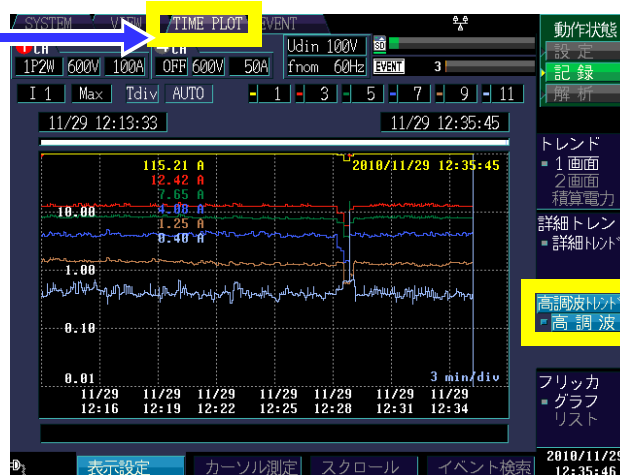 SYSTEM VIEW TIME PLOT EVENT
1 CH 4 CH Udin 100V SD
1P2W 600V 100A OFF 600V 50A fnom 60Hz EVENT 3
I 1 Max Tdiv AUTO 1 3 5 7 9 11
11/29 12:13:33 11/29 12:35:45
115.21 A 2010/11/29 12:35:45
12.42 A
7.65 A
10.00 4.08 A
1.25 A
0.40 A
1.00
0.10
0.01 3 min/div
11/29 11/29 11/29 11/29 11/29 11/29 11/29
12:16 12:19 12:22 12:25 12:28 12:31 12:34
表示設定 カーソル測定 スクロール イベント検索
動作状態
設定
記録
解析
トレンド
1画面
2画面
積算電力
詳細トレンド
詳細トレンド
高調波トレンド
高調波
フリッカ
グラフ
リスト
2010/11/29
12:35:46